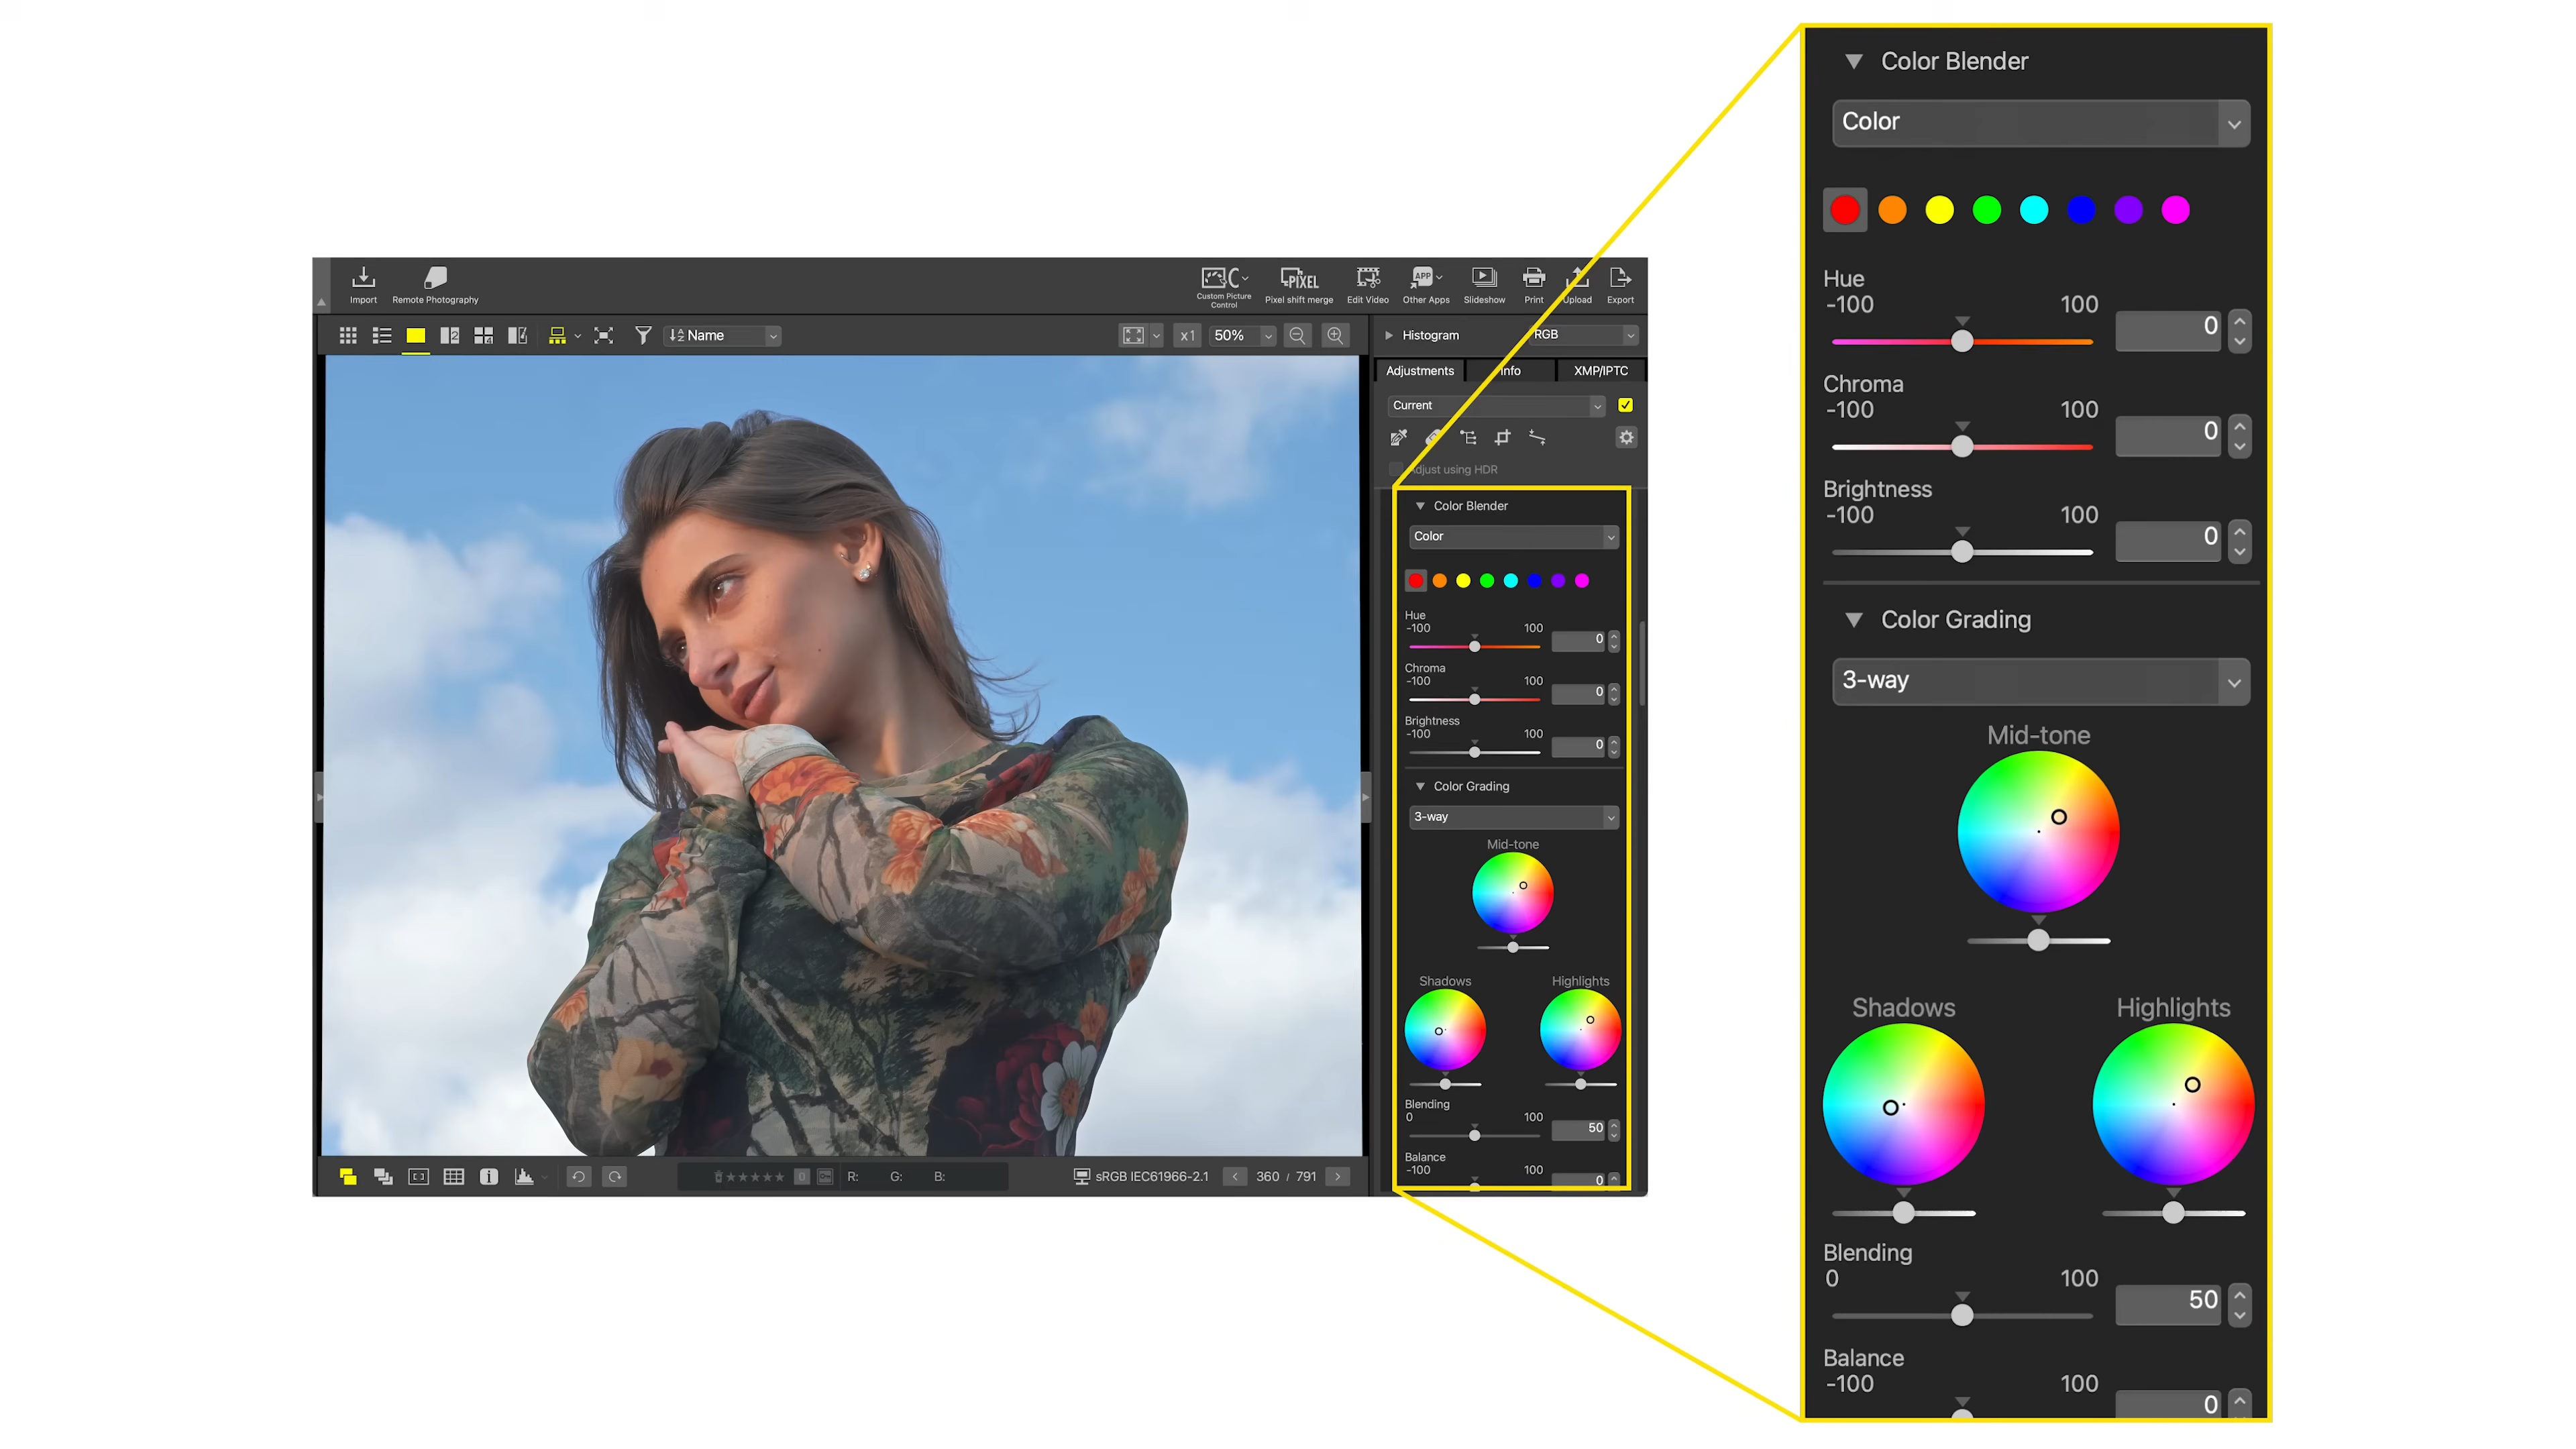 Import
Remote Photography
C
Custom Picture
Control
PIXEL
Pixel shift merge
Edit Video
APP
Other Apps
Slideshow
Print
Upload
Export
2
4
A
Z
Name
x1
50%
Histogram
RGB
Adjustments
Info
XMP/IPTC
Current
Adjust using HDR
Color Blender
Color
Hue
-100 100
0
Chroma
-100 100
0
Brightness
-100 100
0
Color Grading
3-way
Mid-tone
Shadows Highlights
Blending
0 100
50
Balance
-100 100
0
0
R: G: B:
sRGB IEC61966-2.1
360 / 791
Color Blender
Color
Hue
-100 100
0
Chroma
-100 100
0
Brightness
-100 100
0
Color Grading
3-way
Mid-tone
Shadows Highlights
Blending
0 100
50
Balance
-100 100
0